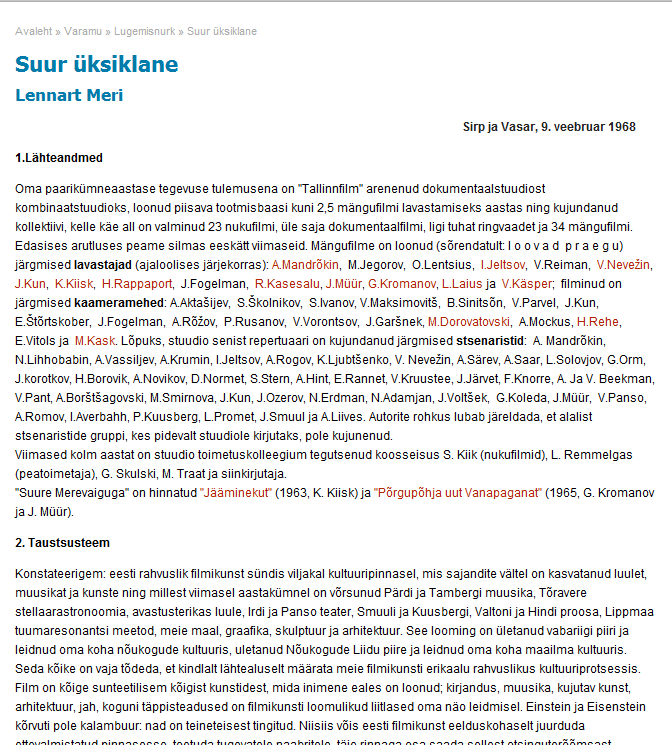 Avaleht » Varamu » Lugemisnurk » Suur üksiklane
Suur üksiklane
Lennart Meri
Sirp ja Vasar, 9. veebruar 1968
1.Lähteandmed
Oma paarikümneaastase tegevuse tulemusena on "Tallinnfilm" arenenud dokumentaalstuudiost
kombinaatstuudioks, loonud piisava tootmisbaasi kuni 2,5 mängufilmi lavastamiseks aastas ning kujundanud
kollektiivi, kelle käe all on valminud 23 nukufilmi, üle saja dokumentaalfilmi, ligi tuhat ringvaadet ja 34 mängufilmi.
Edasises arutluses peame silmas eeskätt viimaseid. Mängufilme on loonud (sõrendatult: l o o v a d p r a e g u)
järgmised lavastajad (ajaloolises järjekorras): A.Mandrõkin, M.Jegorov, O.Lentsius, I.Jeltsov, V.Reiman, V.Nevežin,
J.Kun, K.Kiisk, H.Rappaport, J.Fogelman, R.Kasesalu, J.Müür, G.Kromanov, L.Laius ja V.Käsper; filminud on
järgmised kaameramehed: A.Aktašijev, S.Školnikov, S.Ivanov, V.Maksimovitš, B.Sinitsõn, V.Parvel, J.Kun,
E.Štõrtskober, J.Fogelman, A.Rõžov, P.Rusanov, V.Vorontsov, J.Garšnek, M.Dorovatovski, A.Mockus, H.Rehe,
E.Vitols ja M.Kask. Lõpuks, stuudio senist repertuaari on kujundanud järgmised stsenaristid: A. Mandrõkin,
N.Lihhobabin, A.Vassiljev, A.Krumin, I.Jeltsov, A.Rogov, K.Ljubtšenko, V. Nevežin, A.Särev, A.Saar, L.Solovjov, G.Orm,
J.korotkov, H.Borovik, A.Novikov, D.Normet, S.Stern, A.Hint, E.Rannet, V.Kruustee, J.Järvet, F.Knorre, A. Ja V. Beekman,
V.Pant, A.Borštšagovski, M.Smirnova, J.Kun, J.Ozerov, N.Erdman, N.Adamjan, J.Voltšek, G.Koleda, J.Müür, V.Panso,
A.Romov, I.Averbahh, P.Kuusberg, L.Promet, J.Smuul ja A.Liives. Autorite rohkus lubab järeldada, et alalist
stsenaristide gruppi, kes pidevalt stuudiole kirjutaks, pole kujunenud.
Viimased kolm aastat on stuudio toimetuskolleegium tegutsenud koosseisus S. Kiik (nukufilmid), L. Remmelgas
(peatoimetaja), G. Skulski, M. Traat ja siinkirjutaja.
"Suure Merevaiguga" on hinnatud "Jääminekut" (1963, K. Kiisk) ja "Põrgupõhja uut Vanapaganat" (1965, G. Kromanov
ja J. Müür).
2. Taustsusteem
Konstateerigem: eesti rahvuslik filmikunst sündis viljakal kultuuripinnasel, mis sajandite vältel on kasvatanud luulet,
muusikat ja kunste ning millest viimasel aastakümnel on võrsunud Pärdi ja Tambergi muusika, Tõravere
stellaarastronoomia, avastusterikas luule, Irdi ja Panso teater, Smuuli ja Kuusbergi, Valtoni ja Hindi proosa, Lippmaa
tuumaresonantsi meetod, meie maal, graafika, skulptuur ja arhitektuur. See looming on ületanud vabariigi piiri ja
leidnud oma koha nõukogude kultuuris, uletanud Nõukogude Liidu piire ja leidnud oma koha maailma kultuuris.
Seda kõike on vaja tõdeda, et kindlalt lähtealuselt määrata meie filmikunsti erikaalu rahvuslikus kultuuriprotsessis.
Film on kõige sunteetilisem kõigist kunstidest, mida inimene eales on loonud; kirjandus, muusika, kujutav kunst,
arhitektuur, jah, koguni täppisteadused on filmikunsti loomulikud liitlased oma näo leidmisel. Einstein ja Eisenstein
kõrvuti pole kalambuur: nad on teineteisest tingitud. Niisiis võis eesti filmikunst eelduskohaselt juurduda
ettevalmistatud pinnasesse, toetuda tugevatele naabritele, täie rinnaga osa saada sellest otsingurõõmsast